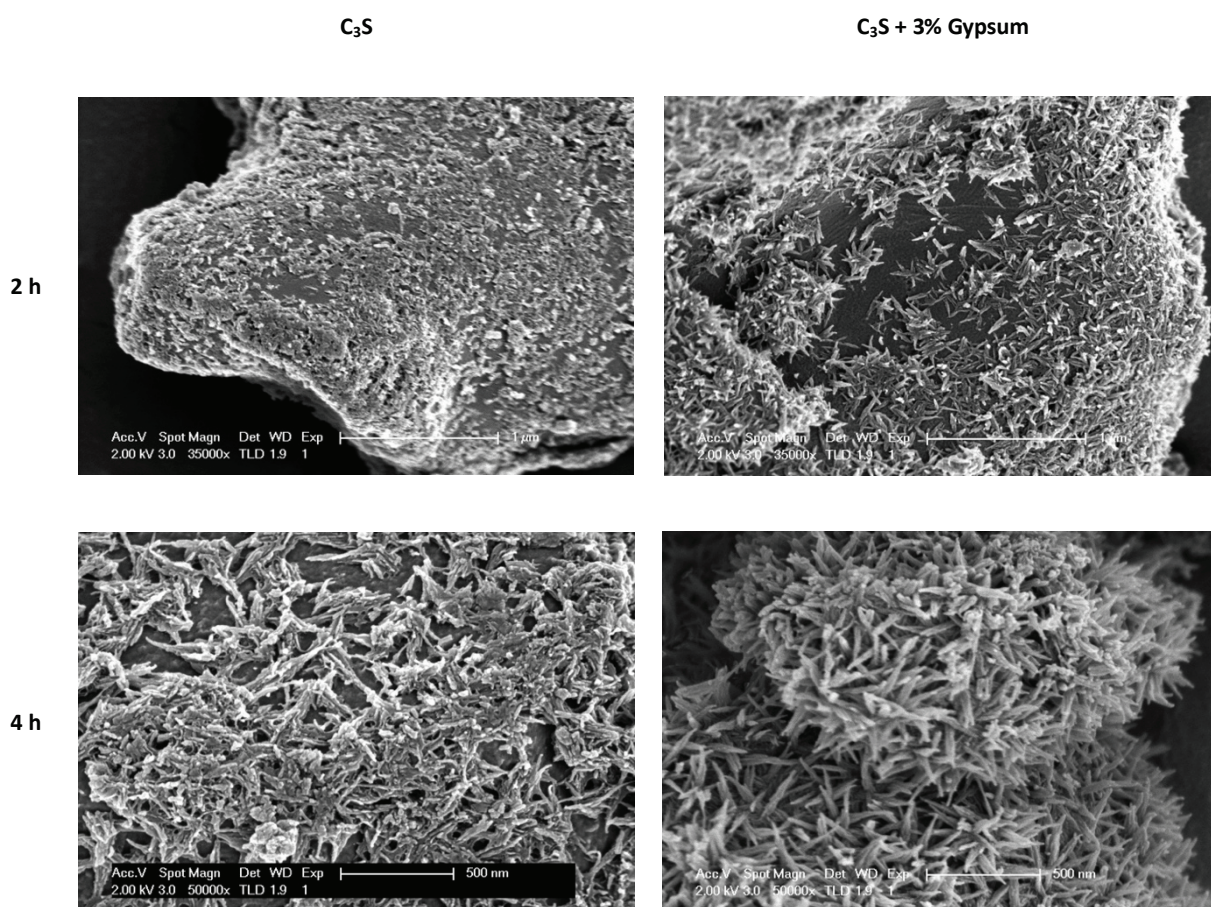 C₃S
C₃S + 3% Gypsum
2 h
Acc.V Spot Magn Det WD Exp
2.00 kV 3.0 35000x TLD 1.9 1
1 µm
Acc.V Spot Magn Det WD Exp
2.00 kV 3.0 35000x TLD 1.9 1
1 µm
4 h
Acc.V Spot Magn Det WD Exp
2.00 kV 3.0 50000x TLD 1.9 1
500 nm
Acc.V Spot Magn Det WD Exp
2.00 kV 3.0 50000x TLD 1.9 1
500 nm